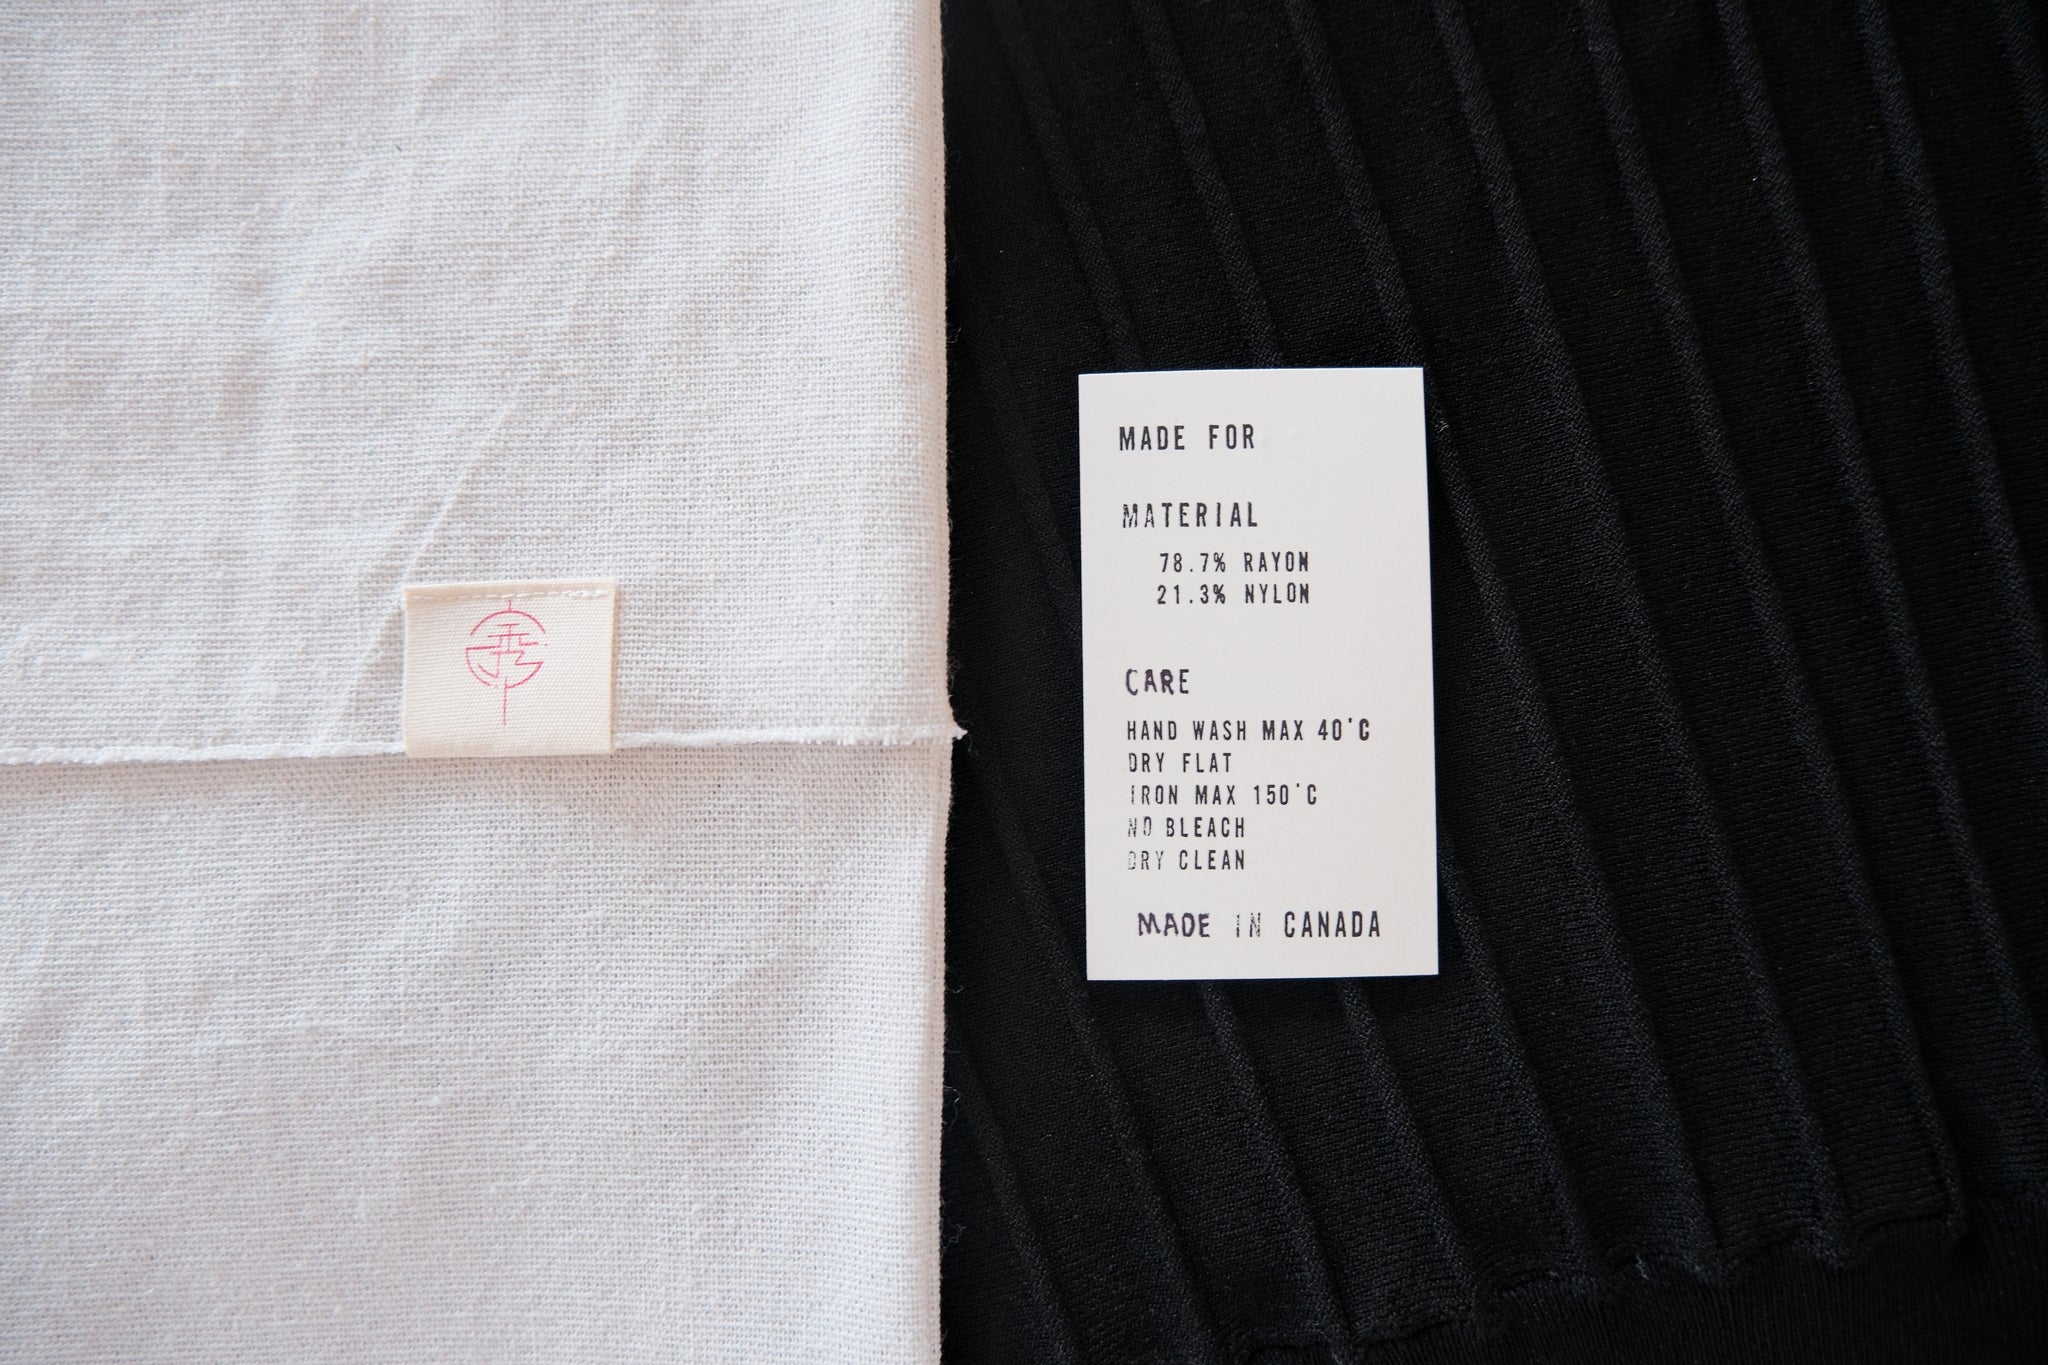 MADE FOR
MATERIAL
78.7% RAYON
21.3% NYLON
CARE
HAND WASH MAX 40°C
DRY FLAT
IRON MAX 150°C
NO BLEACH
DRY CLEAN
MADE IN CANADA